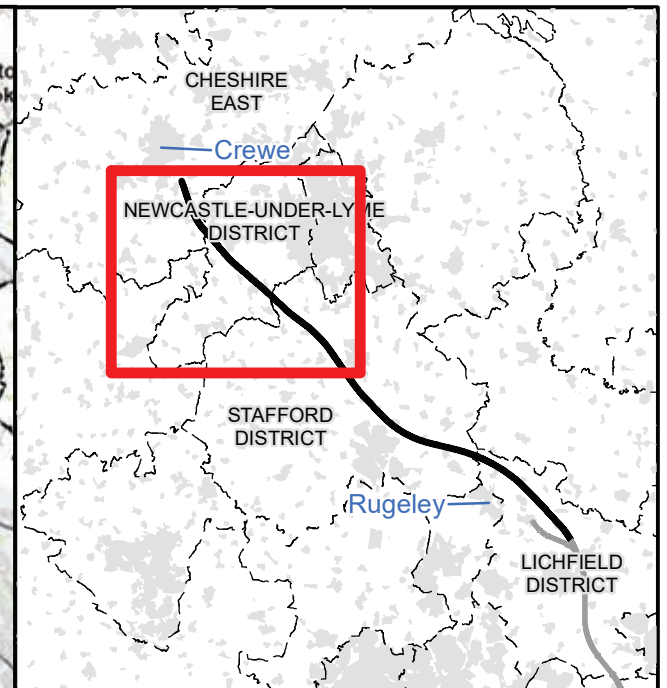 CHESHIRE
EAST
Crewe
NEWCASTLE-UNDER-LYME
DISTRICT
STAFFORD
DISTRICT
Rugeley
LICHFIELD
DISTRICT